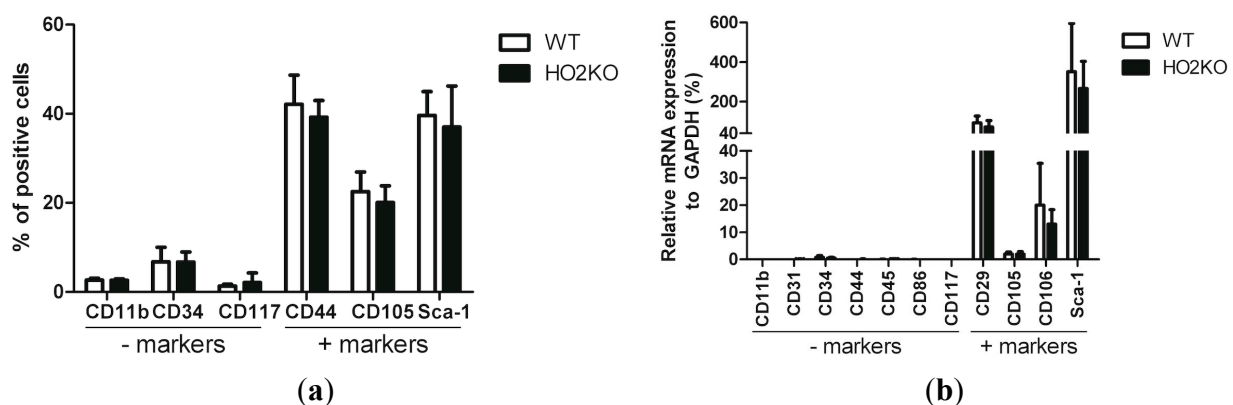 60
40
20
0
% of positive cells
CD11b CD34 CD117 CD44 CD105 Sca-1
- markers + markers
WT
HO2KO
(a)
600
400
200
40
40
30
20
10
0
Relative mRNA expression
to GAPDH (%)
CD11b
CD31
CD34
CD44
CD45
CD86
CD117
CD29
CD105
CD106
Sca-1
- markers + markers
WT
HO2KO
(b)